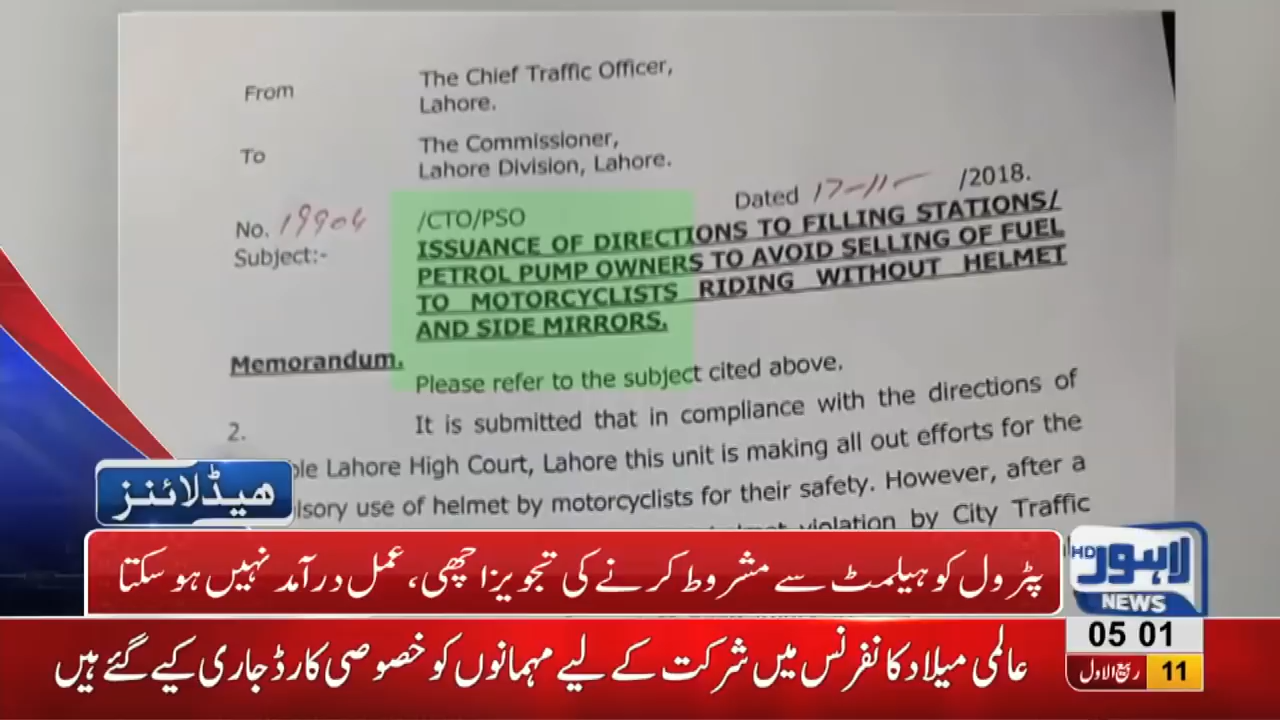 From
The Chief Traffic Officer,
Lahore.
To
The Commissioner,
Lahore Division, Lahore.
Dated 17-11- /2018.
No. 19904 /CTO/PSO
Subject:-
ISSUANCE OF DIRECTIONS TO FILLING STATIONS/
PETROL PUMP OWNERS TO AVOID SELLING OF FUEL
TO MOTORCYCLISTS RIDING WITHOUT HELMET
AND SIDE MIRRORS.
Memorandum.
Please refer to the subject cited above.
2. It is submitted that in compliance with the directions of
Lahore High Court, Lahore this unit is making all out efforts for the
use of helmet by motorcyclists for their safety. However, after a
violation by City Traffic
ہیڈلائنز
پٹرول کو ہیلمٹ سے مشروط کرنے کی تجویز اچھی، عمل درآمد نہیں ہو سکتا
لاہور HD
NEWS
05 01
عالمی میلاد کانفرنس میں شرکت کے لیے مہمانوں کو خصوصی کارڈ جاری کیے گئے ہیں
11 ربیع الاول